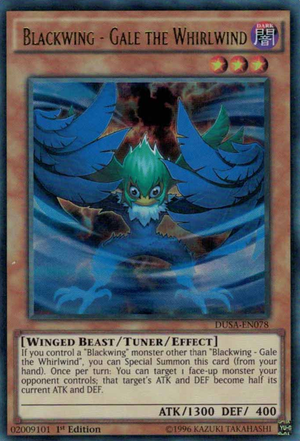 BLACKWING - GALE THE WHIRLWIND
DARK
闇
DUSA-EN078
[WINGED BEAST/TUNER/EFFECT]
If you control a "Blackwing" monster other than "Blackwing - Gale
the Whirlwind", you can Special Summon this card (from your
hand). Once per turn: You can target 1 face-up monster your
opponent controls; that target's ATK and DEF become half its
current ATK and DEF.
ATK/1300 DEF/ 400
02009101 1st Edition ©1996 KAZUKI TAKAHASHI